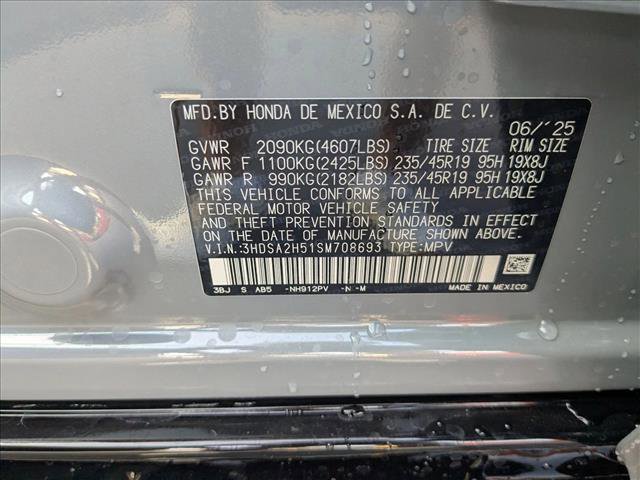 MFD.BY HONDA DE MEXICO S.A. DE C.V.
06/'25
GVWR 2090KG(4607LBS) TIRE SIZE RIM SIZE
GAWR F 1100KG(2425LBS) 235/45R19 95H 19X8J
GAWR R 990KG(2182LBS) 235/45R19 95H 19X8J
THIS VEHICLE CONFORMS TO ALL APPLICABLE
FEDERAL MOTOR VEHICLE SAFETY
AND THEFT PREVENTION STANDARDS IN EFFECT
ON THE DATE OF MANUFACTURE SHOWN ABOVE.
V.I.N:3HDSA2H51SM708693 TYPE:MPV
3BJ S AB5 -NH912PV -N -M MADE IN MEXICO